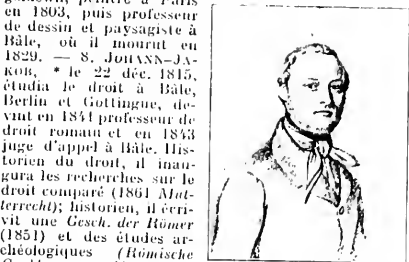 peintre à Paris
en 1803, puis professeur
de dessin et paysagiste à
Bâle, où il mourut en
1829. — 8. JOHANN-JA-
KOB, * le 22 déc. 1815,
étudia le droit à Bâle,
Berlin et Gottingue, de-
vint en 1841 professeur de
droit romain et en 1843
juge d'appel à Bâle. His-
torien du droit, il inau-
gura les recherches sur le
droit comparé (1861 Mut-
terrecht); historien, il écri-
vit une Gesch. der Römer
(1851) et des études ar-
chéologiques (Römische